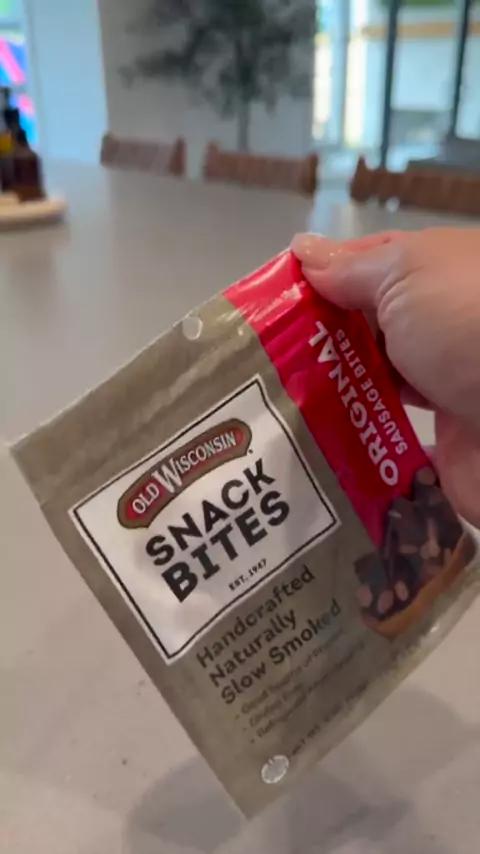 OLD WISCONSIN
SNACK
BITES
EST. 1947
Handcrafted
Naturally
Slow Smoked
ORIGINAL
SAUSAGE BITES